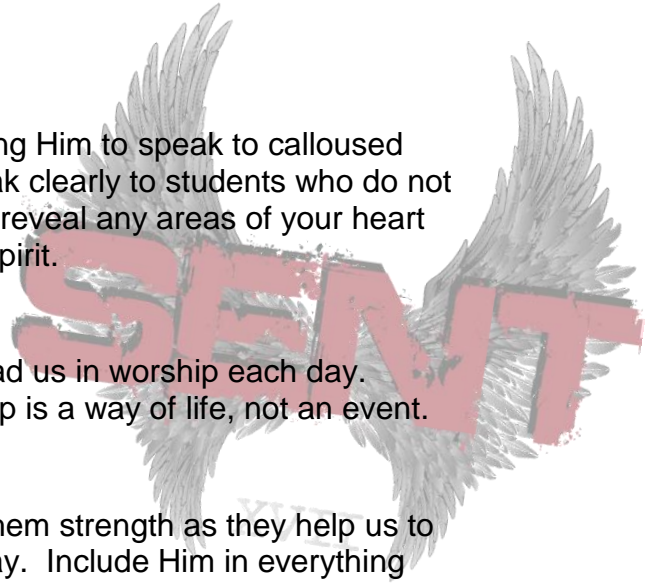 ng Him to speak to calloused
ak clearly to students who do not
reveal any areas of your heart
pirit.
SENT
ad us in worship each day.
p is a way of life, not an event.
XVII
hem strength as they help us to
ay.  Include Him in everything